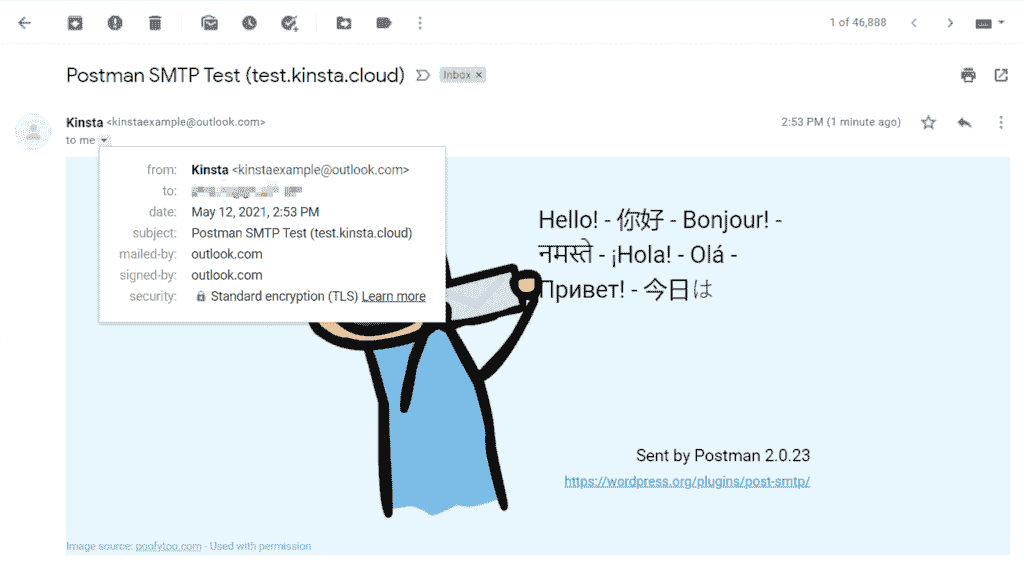 1 of 46,888
Postman SMTP Test (test.kinsta.cloud) Inbox ×
Kinsta <kinstaexample@outlook.com> 2:53 PM (1 minute ago)
to me
from: Kinsta <kinstaexample@outlook.com>
to:
date: May 12, 2021, 2:53 PM
subject: Postman SMTP Test (test.kinsta.cloud)
mailed-by: outlook.com
signed-by: outlook.com
security: Standard encryption (TLS) Learn more
Hello! - 你好 - Bonjour! -
नमस्ते - ¡Hola! - Olá -
Привет! - 今日は
Sent by Postman 2.0.23
https://wordpress.org/plugins/post-smtp/
Image source: poofytoo.com - Used with permission